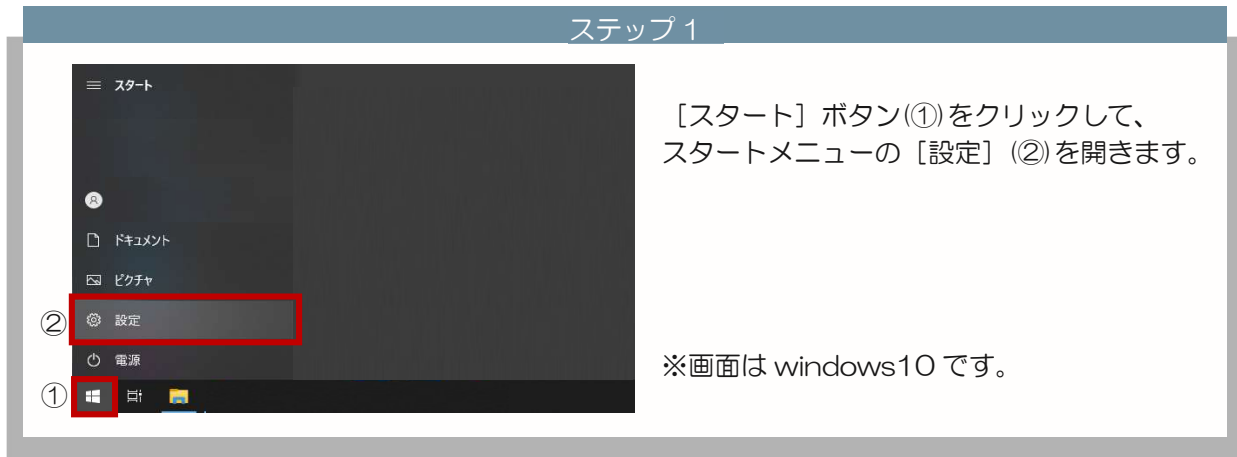 ステップ 1
スタート
[スタート] ボタン(①)をクリックして、
スタートメニューの [設定] (②)を開きます。
ドキュメント
ピクチャ
② 設定
電源
※画面は windows10 です。
①